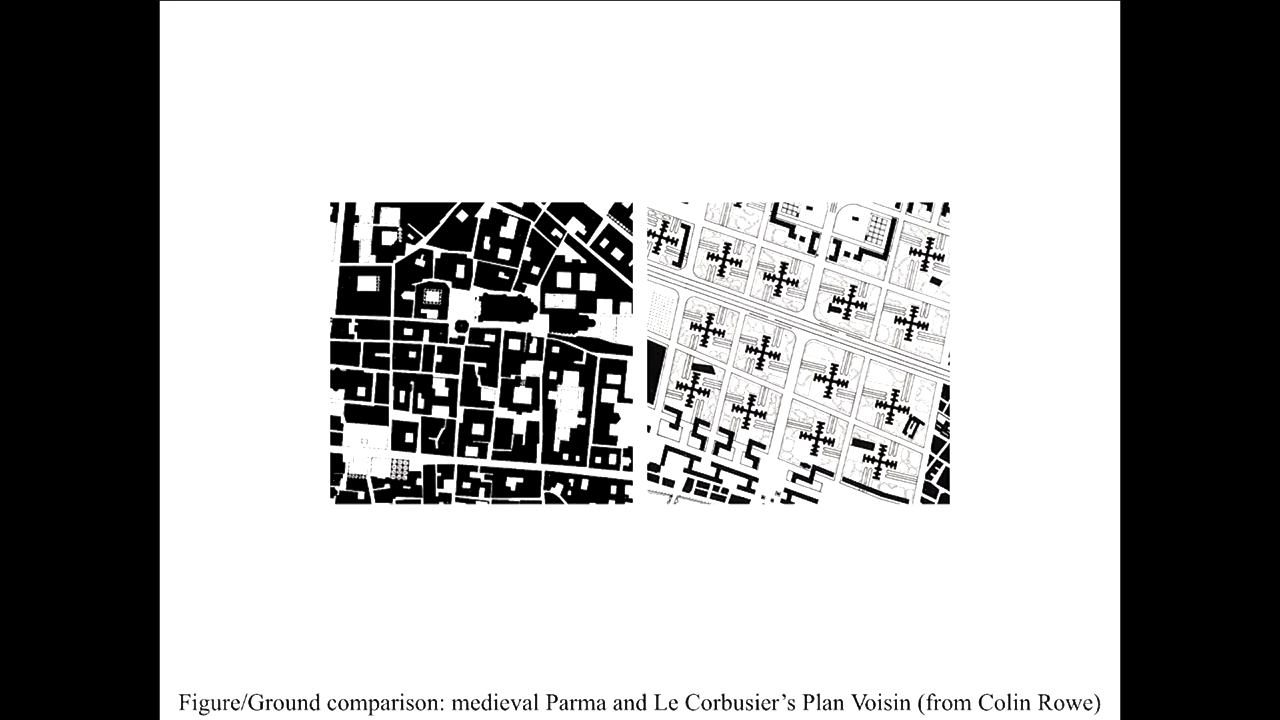 Figure/Ground comparison: medieval Parma and Le Corbusier’s Plan Voisin (from Colin Rowe)